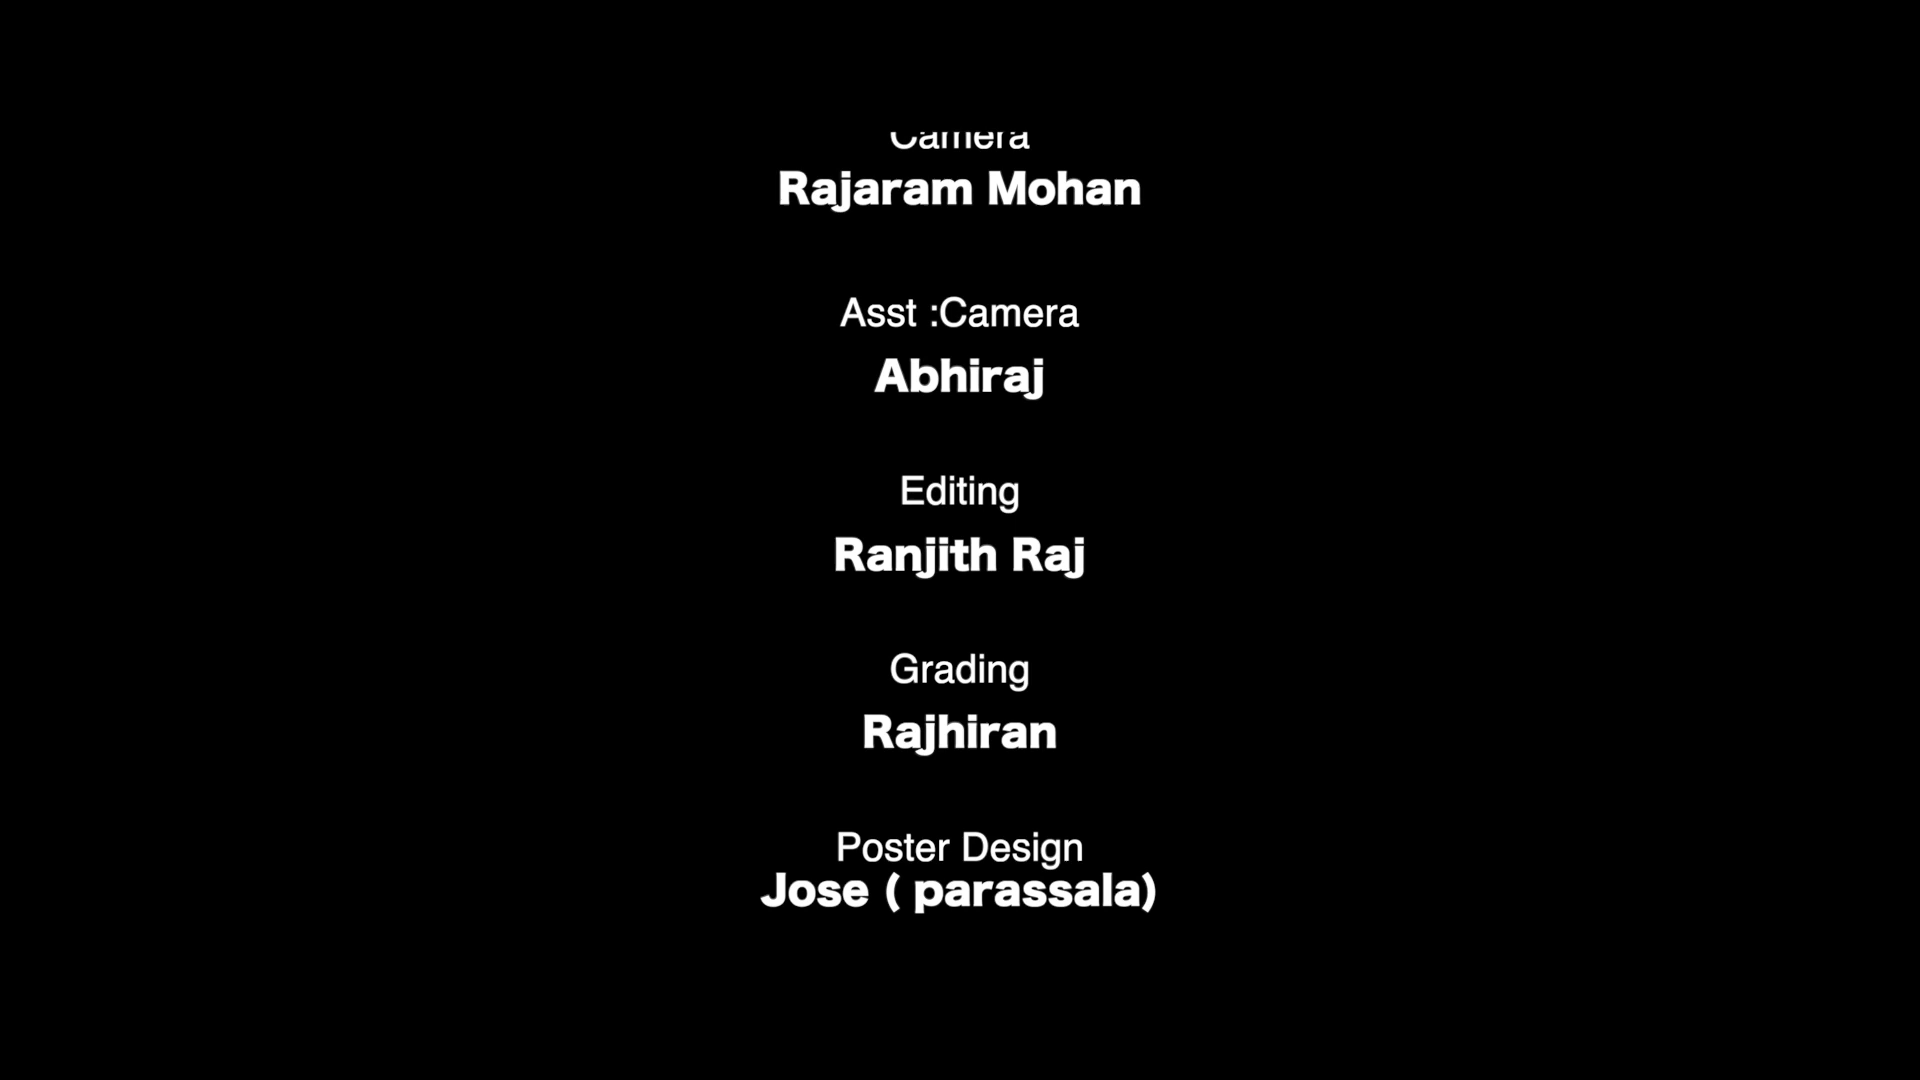 Camera
Rajaram Mohan
Asst :Camera
Abhiraj
Editing
Ranjith Raj
Grading
Rajhiran
Poster Design
Jose ( parassala)